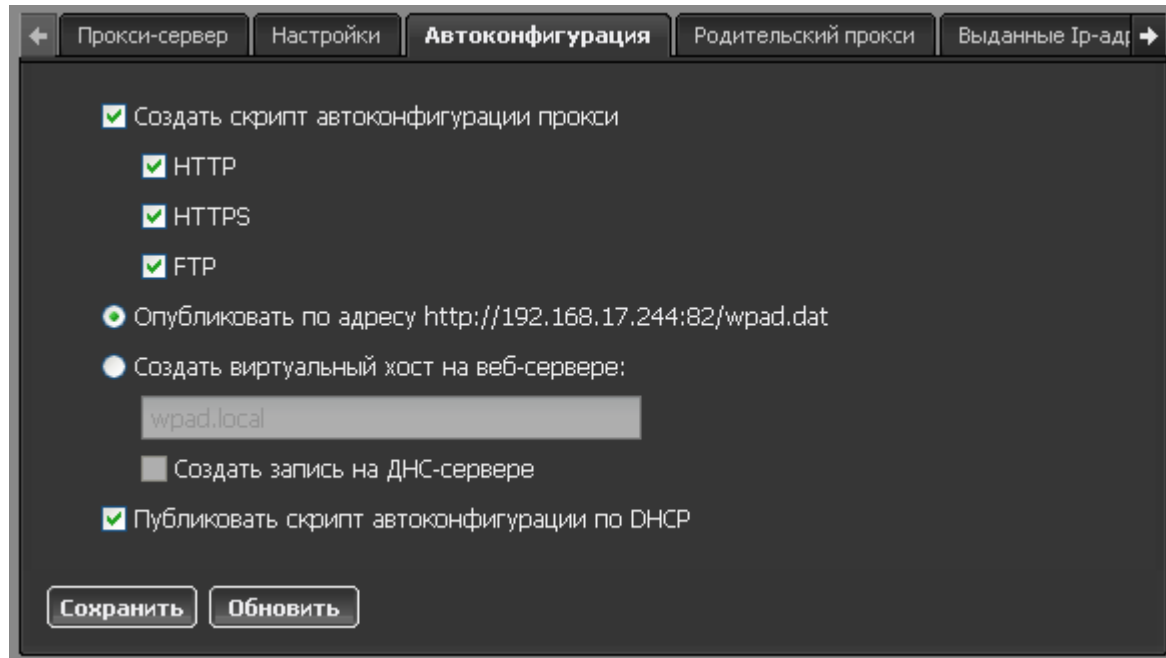 Прокси-сервер Настройки Автоконфигурация Родительский прокси Выданные Ip-
Создать скрипт автоконфигурации прокси
HTTP
HTTPS
FTP
Опубликовать по адресу http://192.168.17.244:82/wpad.dat
Создать виртуальный хост на веб-сервере:
wpad.local
Создать запись на ДНС-сервере
Публиковать скрипт автоконфигурации по DHCP
Сохранить Обновить